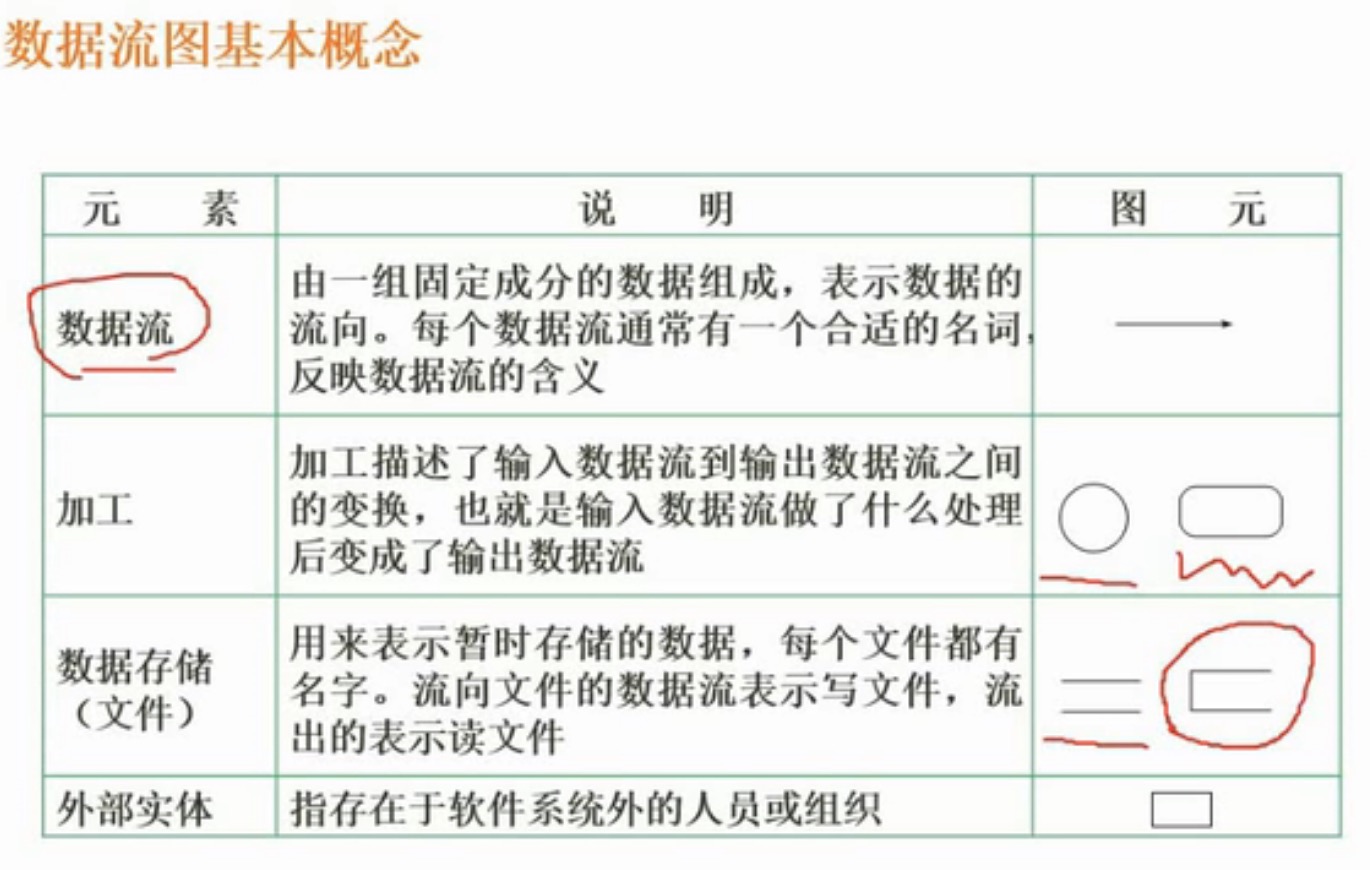 数据流图基本概念
元 素 说 明 图 元
数据流
由一组固定成分的数据组成，表示数据的
流向。每个数据流通常有一个合适的名词，
反映数据流的含义
加工
加工描述了输入数据流到输出数据流之间
的变换，也就是输入数据流做了什么处理
后变成了输出数据流
数据存储
（文件）
用来表示暂时存储的数据，每个文件都有
名字。流向文件的数据流表示写文件，流
出的表示读文件
外部实体 指存在于软件系统外的人员或组织